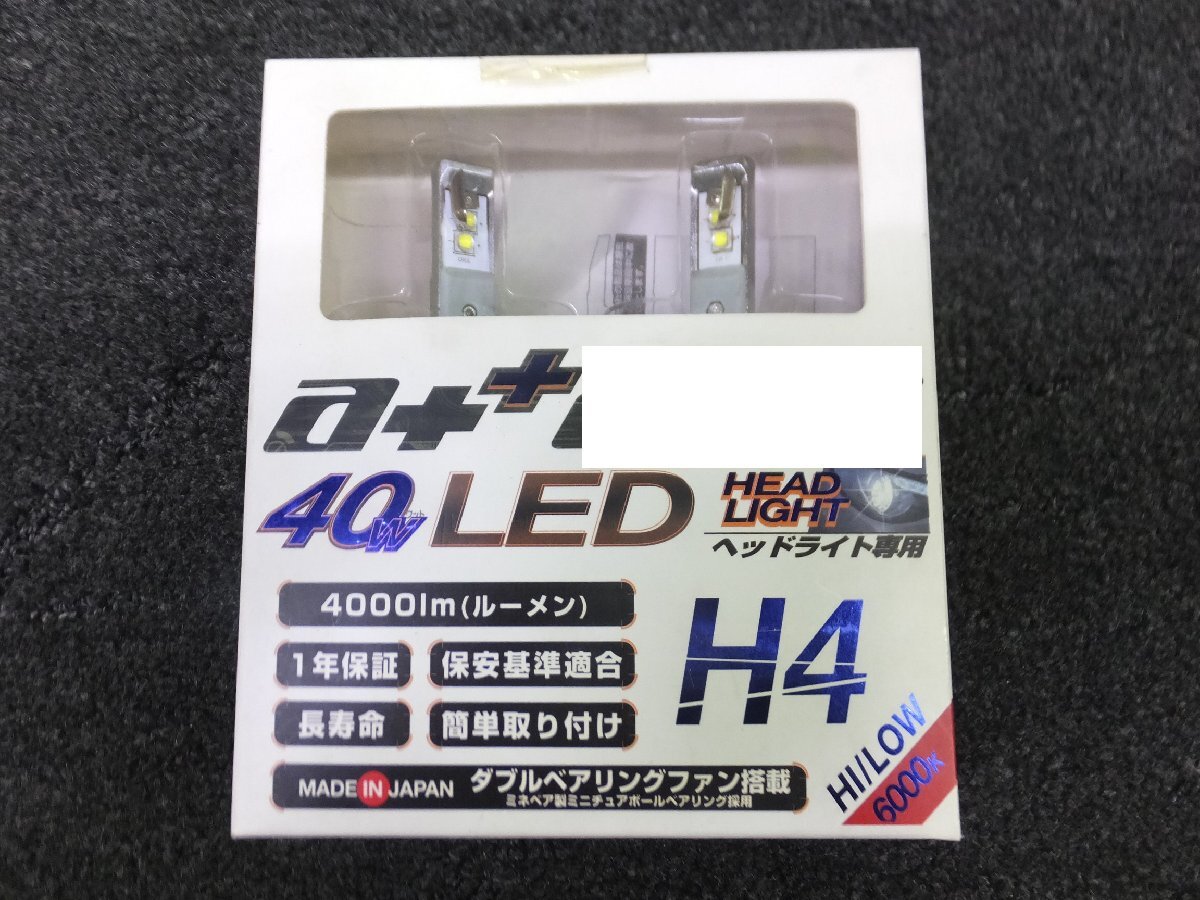 a++
40W LED
ワット
HEAD LIGHT
ヘッドライト専用
4000lm(ルーメン)
1年保証
保安基準適合
長寿命
簡単取り付け
H4
HI/LOW
6000K
MADE IN JAPAN
ダブルベアリングファン搭載
ミネベア製ミニチュアボールベアリング採用